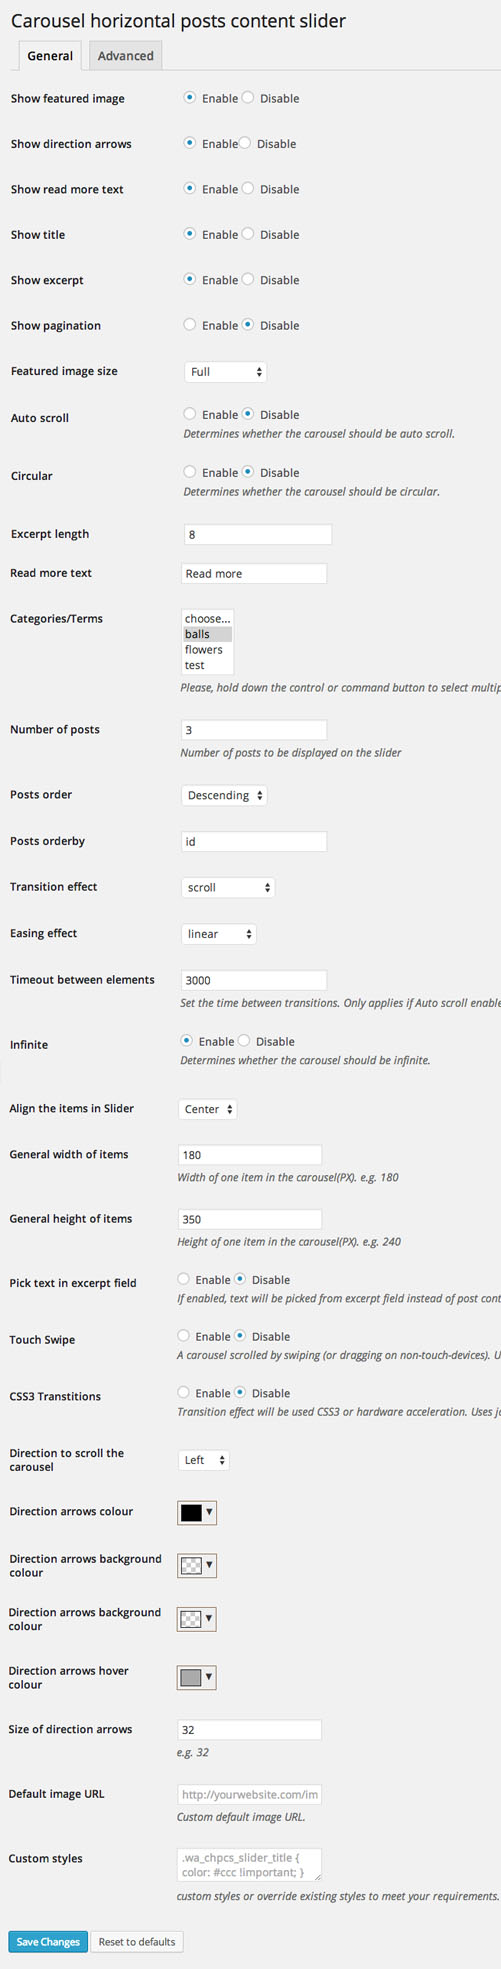 Carousel horizontal posts content slider
General Advanced
Show featured image Enable Disable
Show direction arrows Enable Disable
Show read more text Enable Disable
Show title Enable Disable
Show excerpt Enable Disable
Show pagination Enable Disable
Featured image size Full
Auto scroll Enable Disable
Determines whether the carousel should be auto scroll.
Circular Enable Disable
Determines whether the carousel should be circular.
Excerpt length 8
Read more text Read more
Categories/Terms choose...
balls
flowers
test
Please, hold down the control or command button to select multip
Number of posts 3
Number of posts to be displayed on the slider
Posts order Descending
Posts orderby id
Transition effect scroll
Easing effect linear
Timeout between elements 3000
Set the time between transitions. Only applies if Auto scroll enable
Infinite Enable Disable
Determines whether the carousel should be infinite.
Align the items in Slider Center
General width of items 180
Width of one item in the carousel(PX). e.g. 180
General height of items 350
Height of one item in the carousel(PX). e.g. 240
Pick text in excerpt field Enable Disable
If enabled, text will be picked from excerpt field instead of post cont
Touch Swipe Enable Disable
A carousel scrolled by swiping (or dragging on non-touch-devices). U
CSS3 Transtitions Enable Disable
Transition effect will be used CSS3 or hardware acceleration. Uses jq
Direction to scroll the
carousel Left
Direction arrows colour
Direction arrows background
colour
Direction arrows background
colour
Direction arrows hover
colour
Size of direction arrows 32
e.g. 32
Default image URL http://yourwebsite.com/im
Custom default image URL.
Custom styles .wa_chpcs_slider_title {
color: #ccc !important; }
custom styles or override existing styles to meet your requirements.
Save Changes Reset to defaults